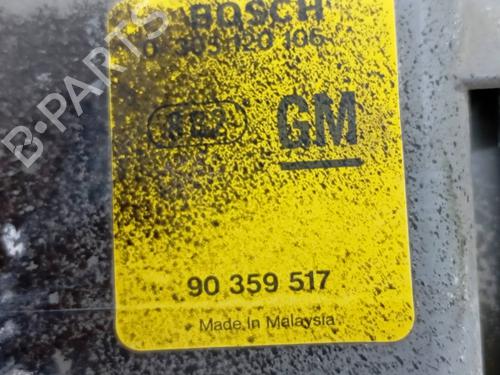 BOSCH
GM
90 359 517
Made in Malaysia
B-PARTS